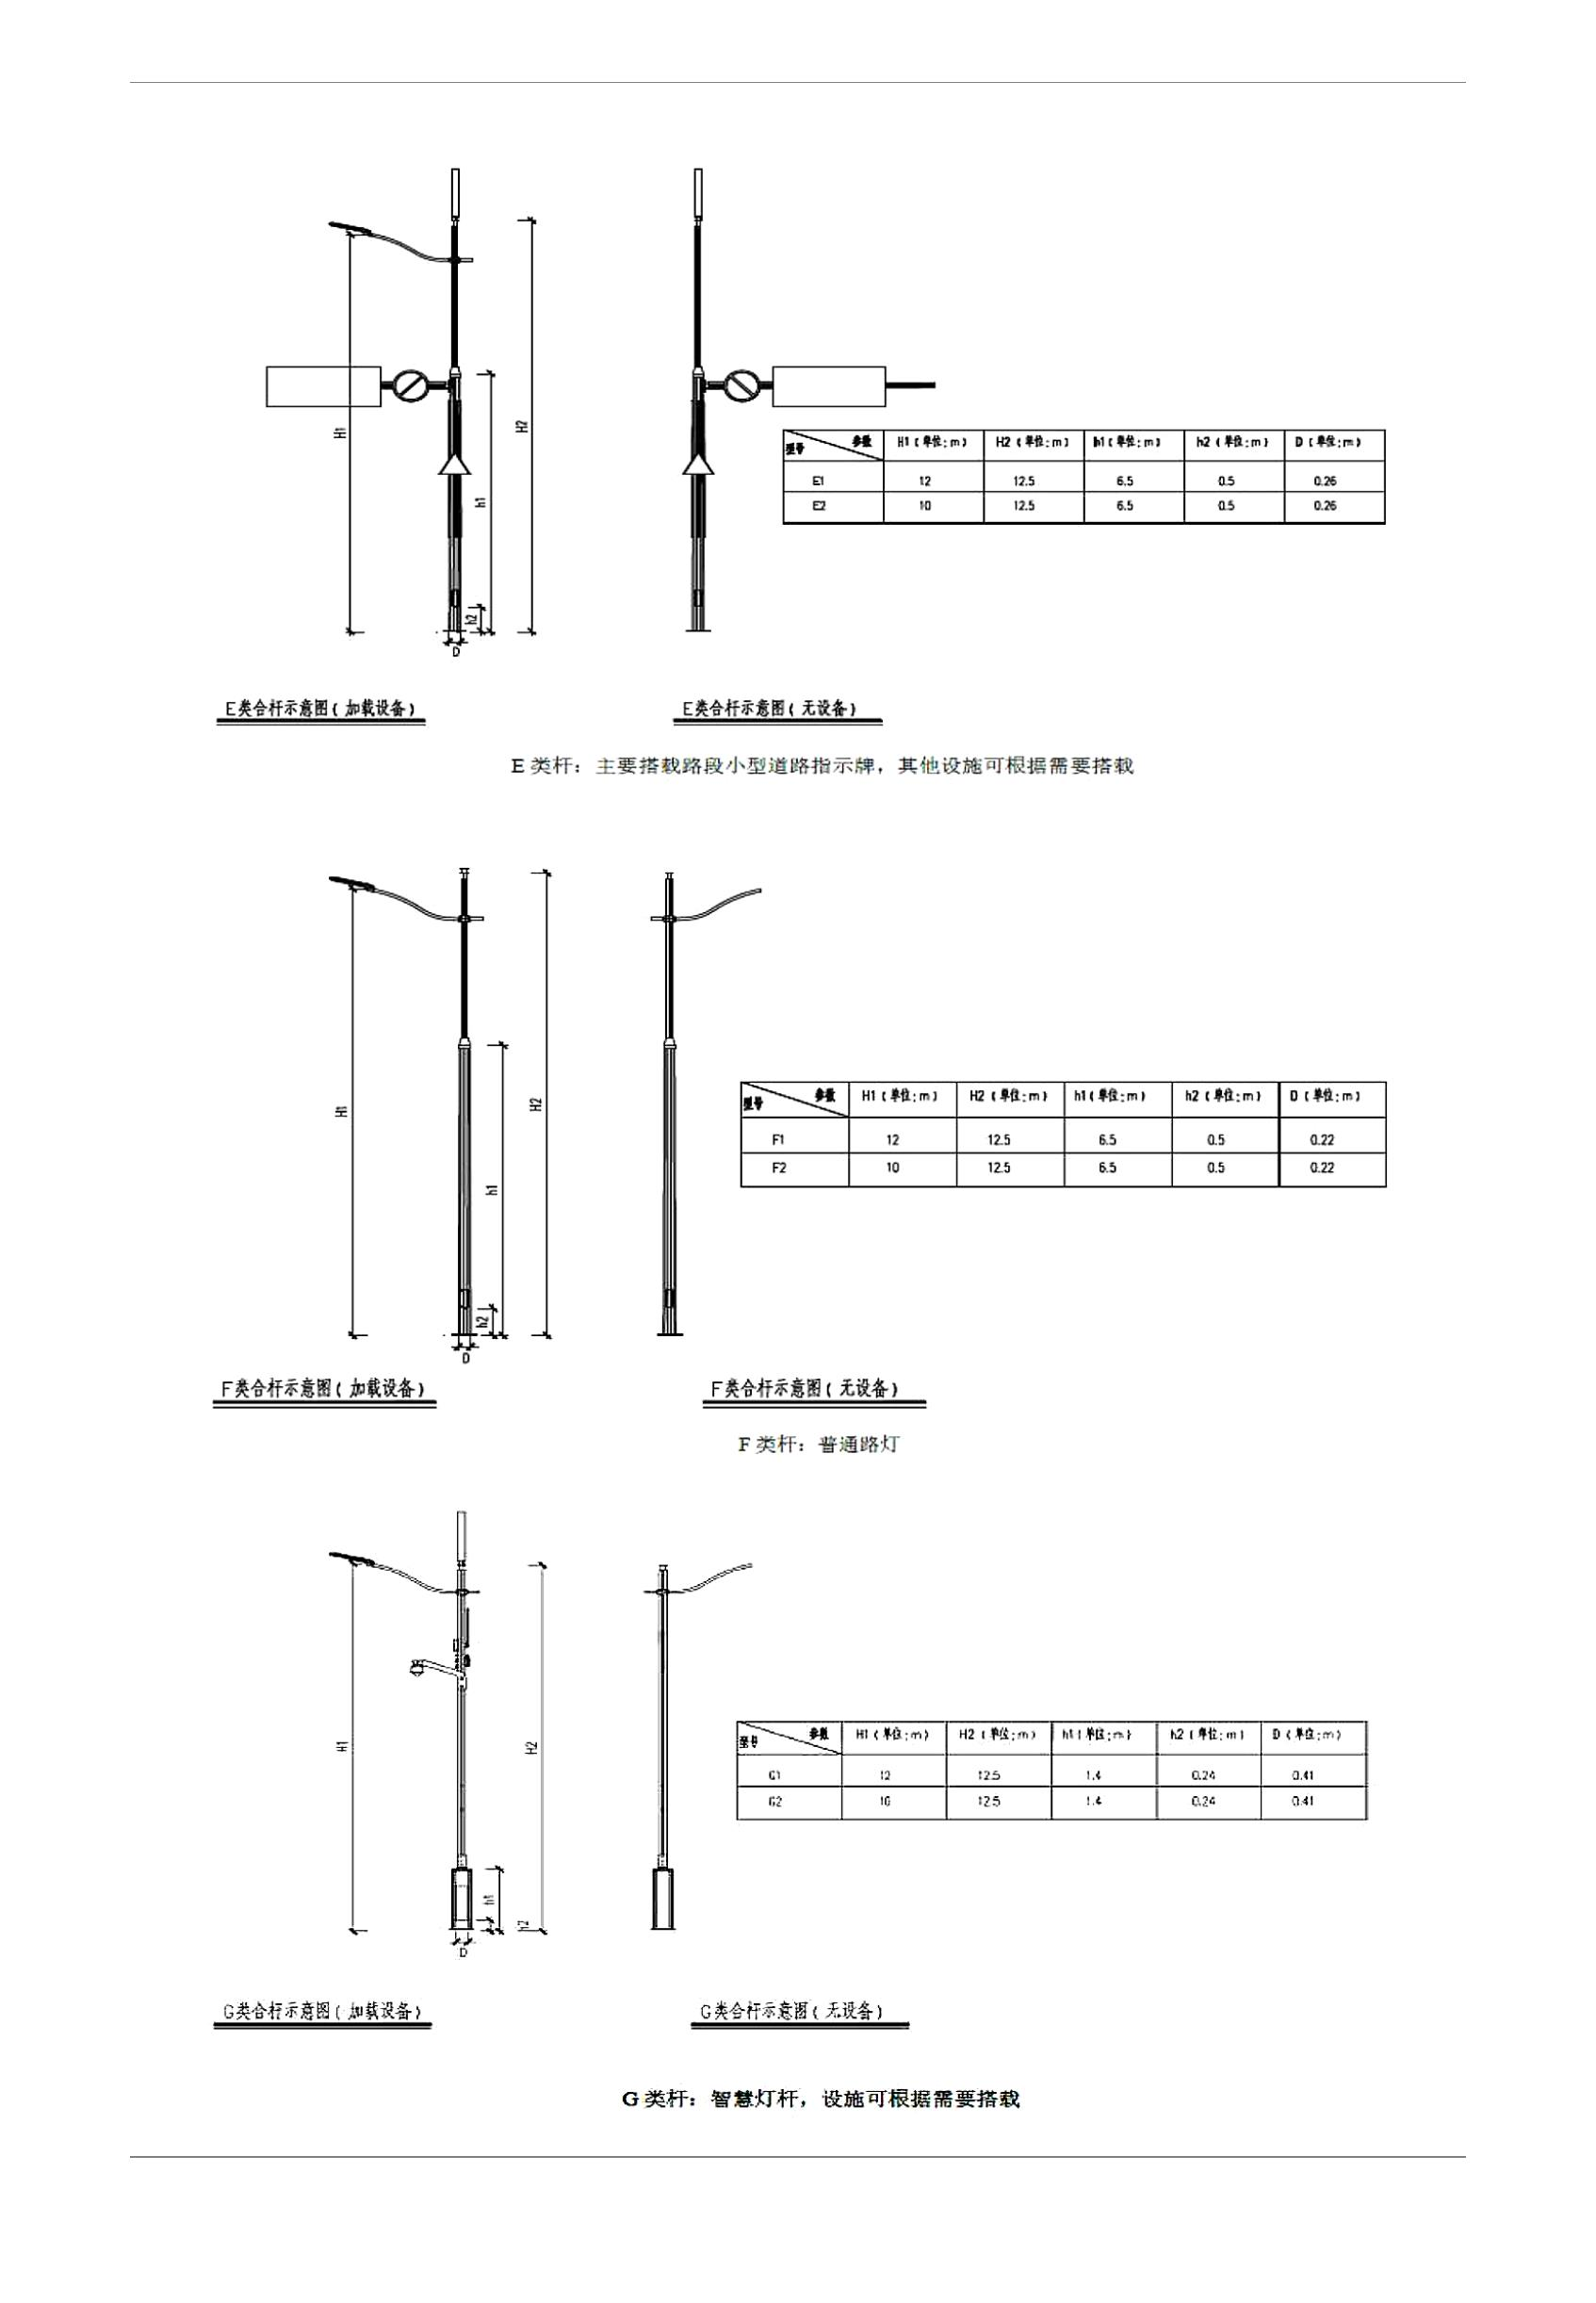 H1
H2
h1
h2
D
参数 H1(单位:m) H2(单位:m) h1(单位:m) h2(单位:m) D(单位:m)
型号
E1 12 12.5 6.5 0.5 0.26
E2 10 12.5 6.5 0.5 0.26
E类合杆示意图(加载设备) E类合杆示意图(无设备)
E 类杆：主要搭载路段小型道路指示牌，其他设施可根据需要搭载
H1
H2
h1
h2
D
参数 H1(单位:m) H2(单位:m) h1(单位:m) h2(单位:m) D(单位:m)
型号
F1 12 12.5 6.5 0.5 0.22
F2 10 12.5 6.5 0.5 0.22
F类合杆示意图(加载设备) F类合杆示意图(无设备)
F 类杆：普通路灯
H1
H2
h1
D
参数 H1(单位:m) H2(单位:m) h1(单位:m) h2(单位:m) D(单位:m)
型号
G1 12 12.5 1.4 0.24 0.41
G2 12.5 1.4 0.24 0.41
G类合杆示意图(加载设备) G类合杆示意图(无设备)
G 类杆：智慧灯杆，设施可根据需要搭载